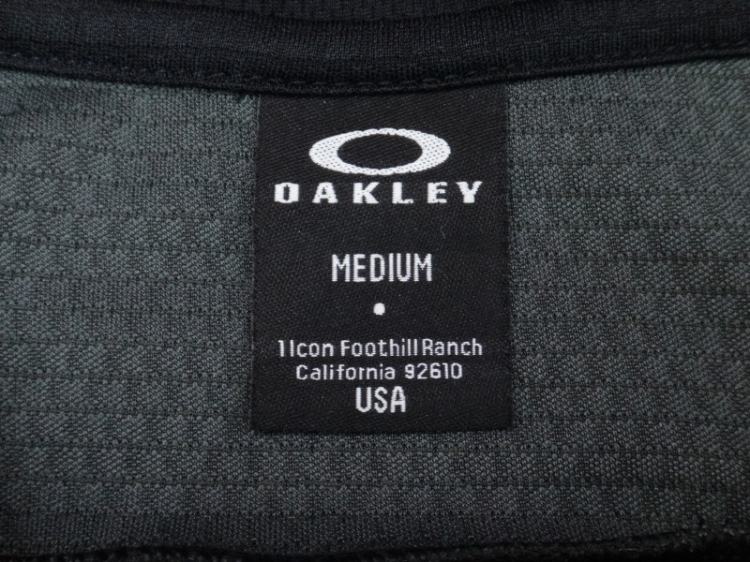 OAKLEY
MEDIUM
1 Icon Foothill Ranch
California 92610
USA